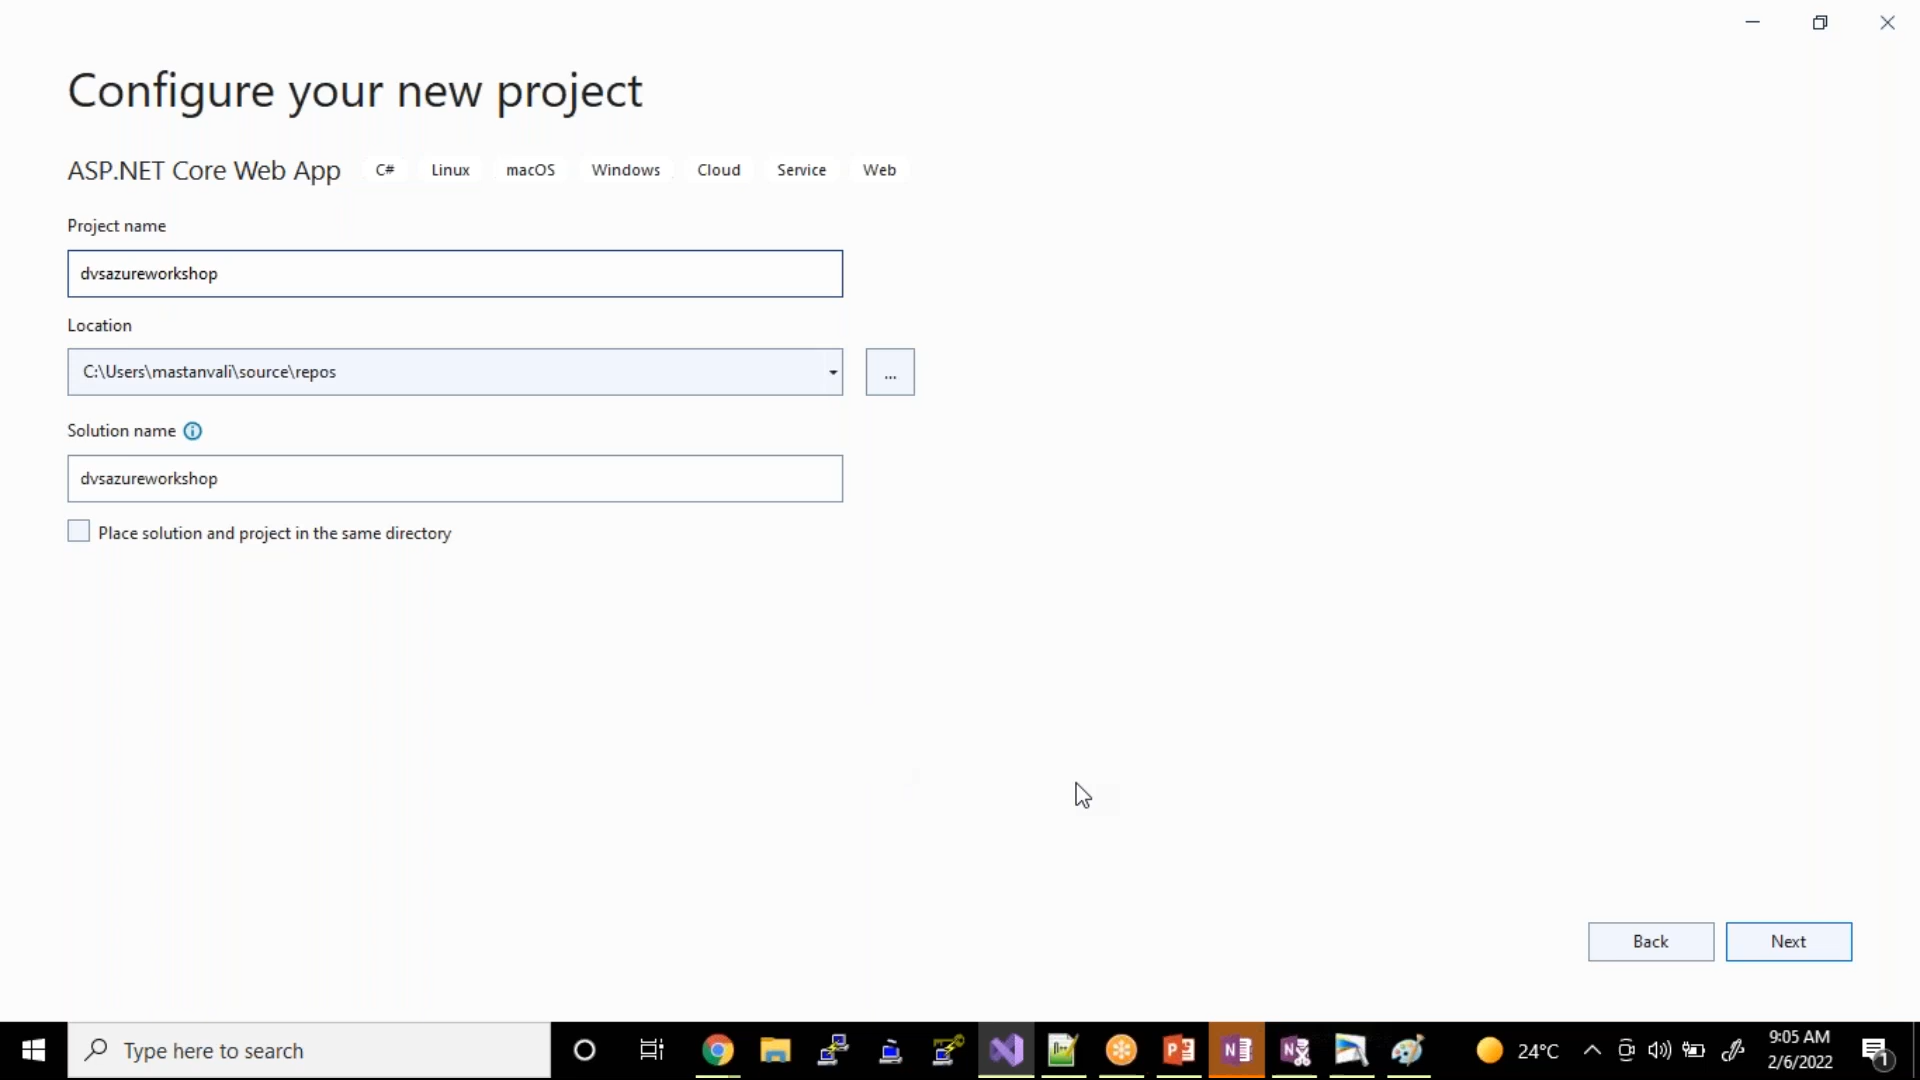 Configure your new project
ASP.NET Core Web App C# Linux macOS Windows Cloud Service Web
Project name
dvsazureworkshop
Location
C:\Users\mastanvali\source\repos
...
Solution name
dvsazureworkshop
Place solution and project in the same directory
Back Next
Type here to search
24°C
9:05 AM
2/6/2022
1